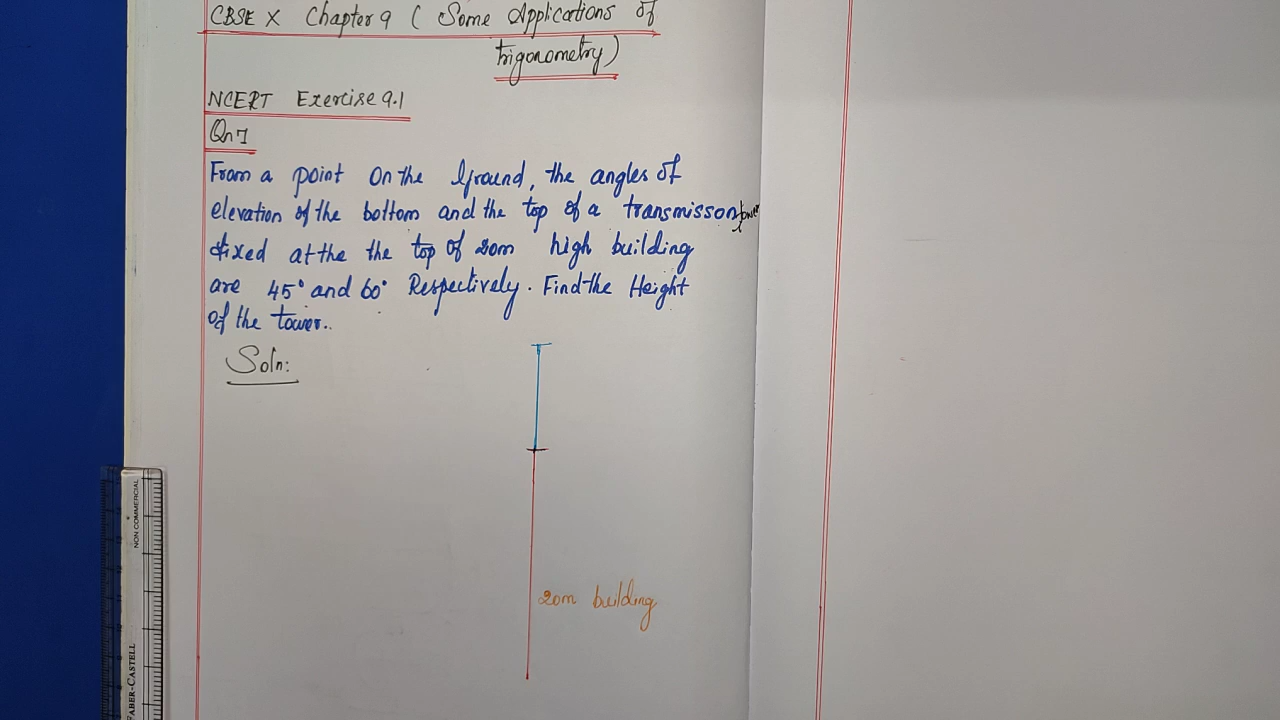 CBSE X Chapter 9 ( Some Applications of
trigonometry)
NCERT Exercise 9.1
Qn 7
From a point on the Ground, the angles of
elevation of the bottom and the top of a transmisson tower
fixed at the the top of 20m high building
are 45° and 60° Respectively. Find the Height
of the tower..
Soln:
20m building
NON COMMERCIAL
FABER-CASTELL